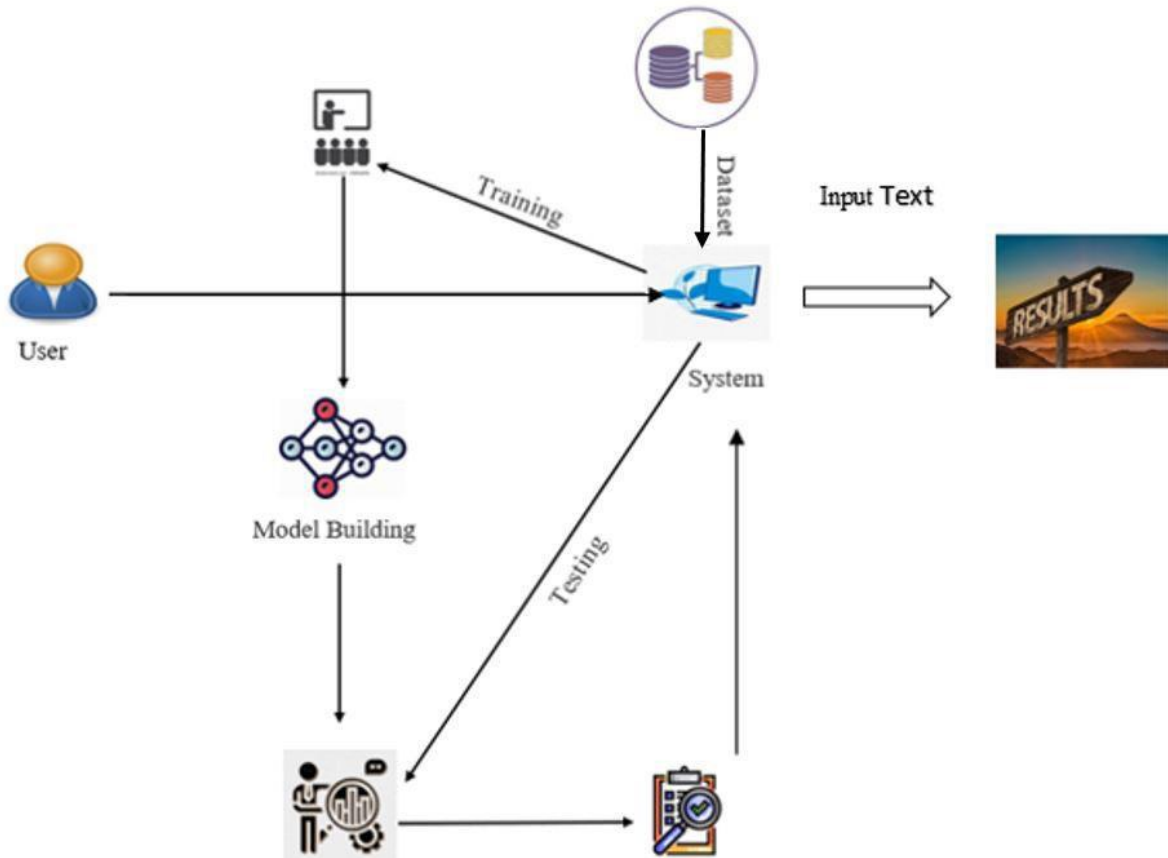 Dataset
Training
Input Text
User
RESULTS
System
Model Building
Testing